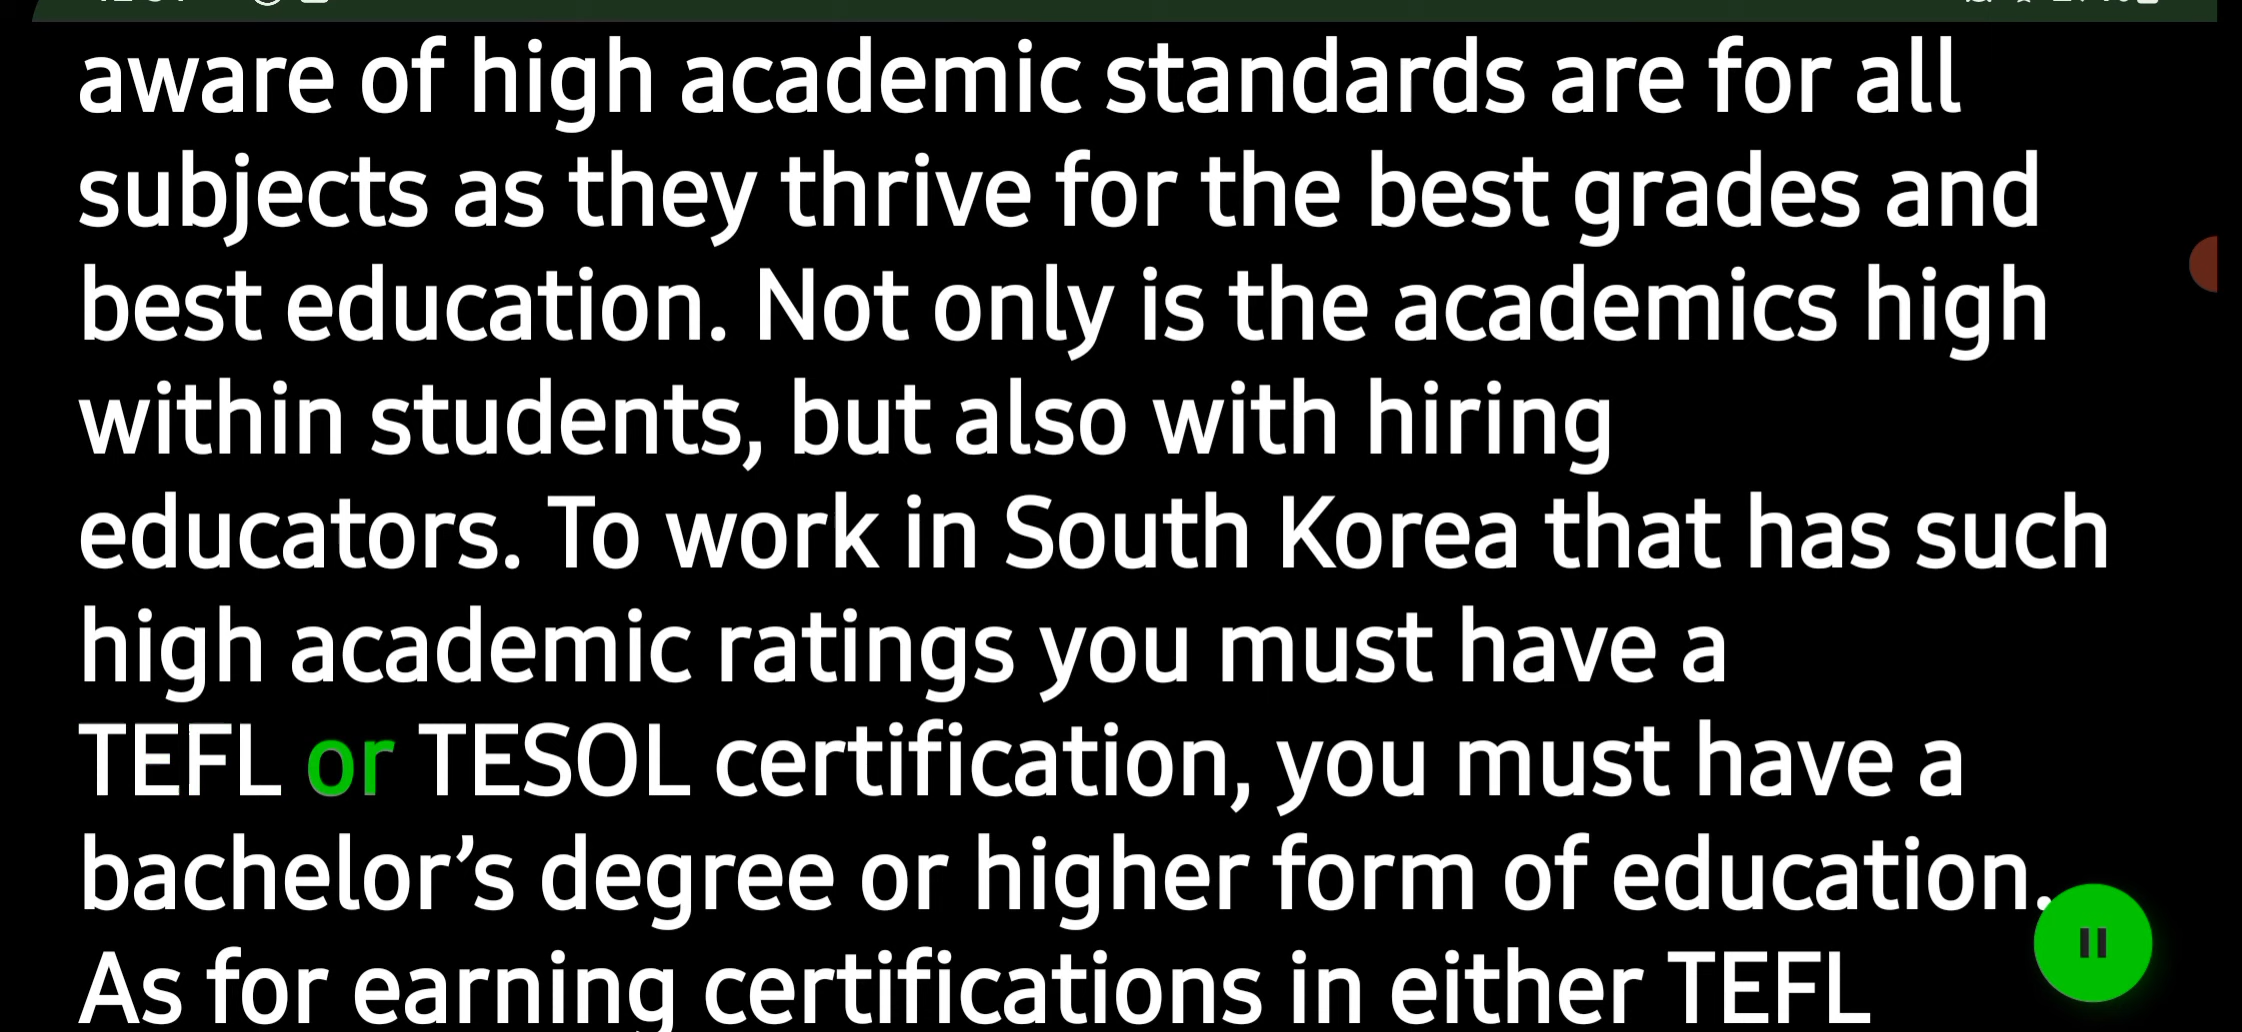 aware of high academic standards are for all
subjects as they thrive for the best grades and
best education. Not only is the academics high
within students, but also with hiring
educators. To work in South Korea that has such
high academic ratings you must have a
TEFL or TESOL certification, you must have a
bachelor’s degree or higher form of education.
As for earning certifications in either TEFL